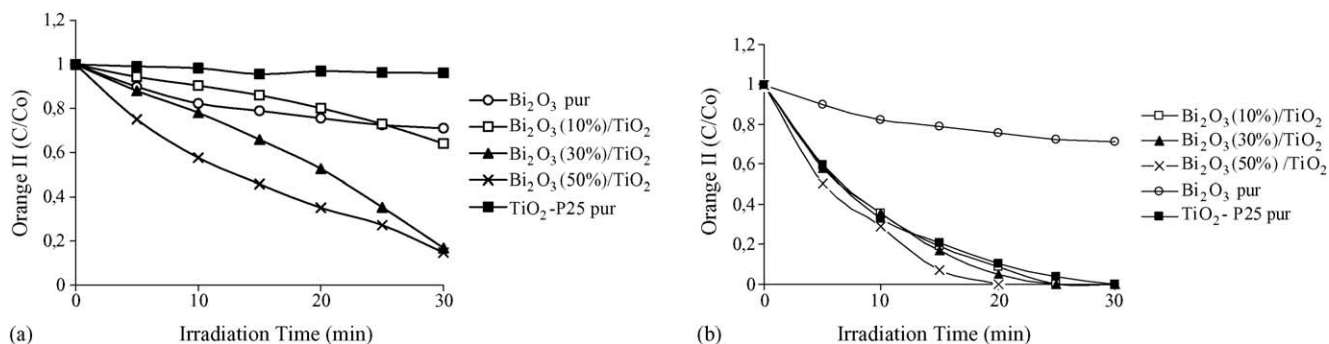 1,2
1
0,8
0,6
0,4
0,2
0
0 10 20 30
Orange II (C/Co)
Irradiation Time (min)
Bi₂O₃ pur
Bi₂O₃ (10%)/TiO₂
Bi₂O₃ (30%)/TiO₂
Bi₂O₃ (50%)/TiO₂
TiO₂-P25 pur
(a)
1,2
1
0,8
0,6
0,4
0,2
0
0 10 20 30
Orange II (C/Co)
Irradiation Time (min)
Bi₂O₃ (10%)/TiO₂
Bi₂O₃ (30%)/TiO₂
Bi₂O₃ (50%) /TiO₂
Bi₂O₃ pur
TiO₂- P25 pur
(b)